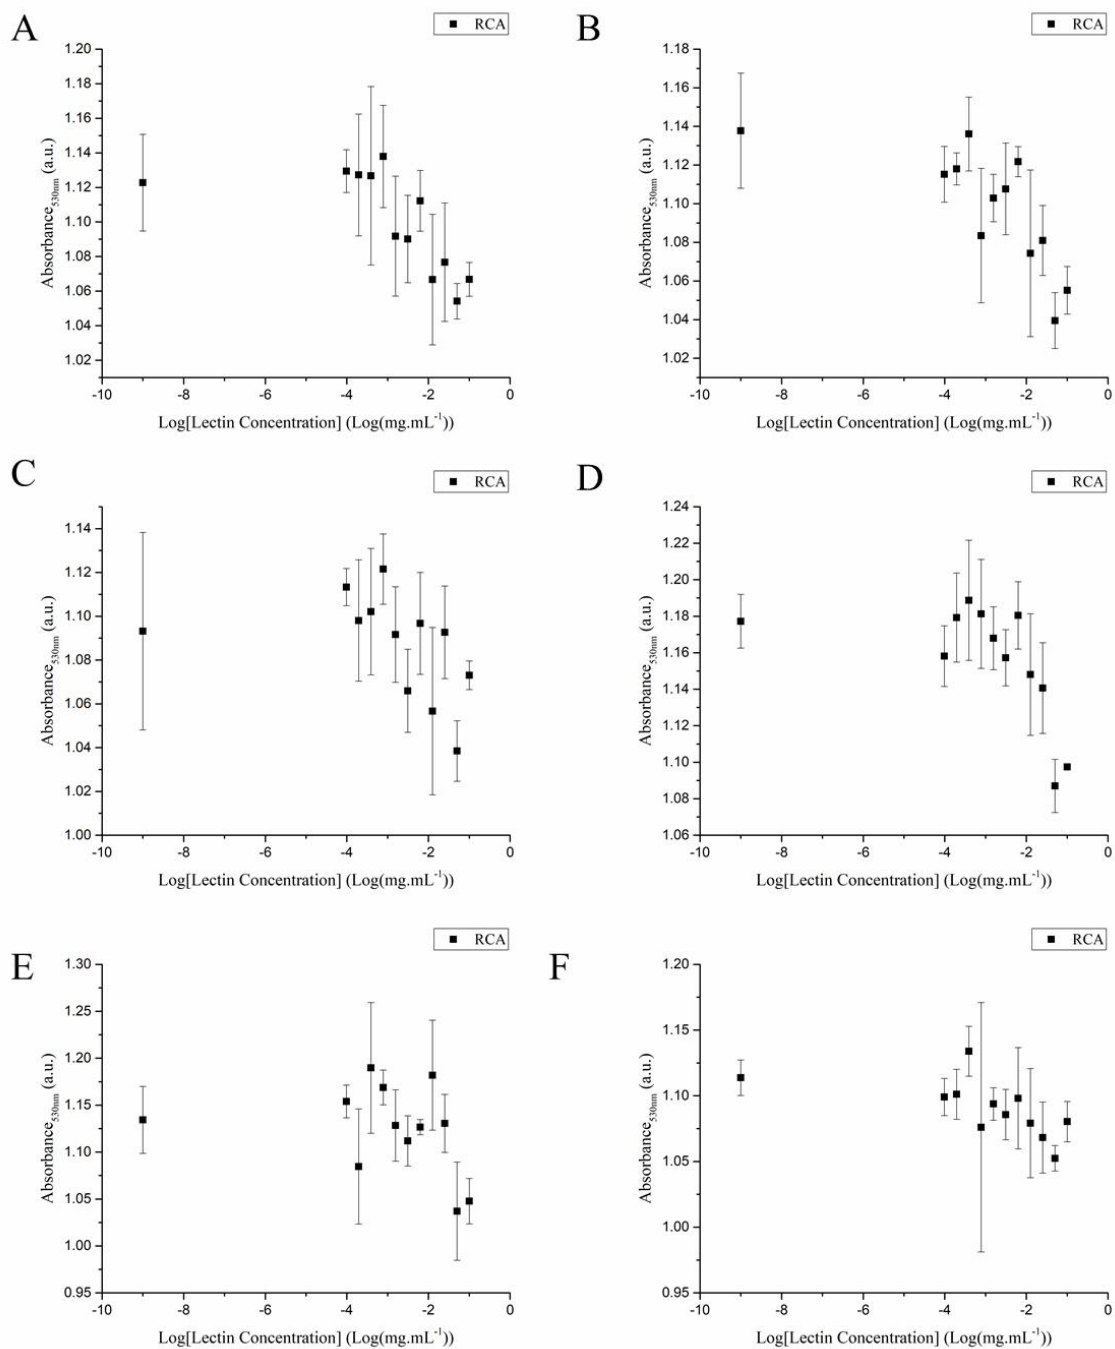 A
RCA
1.20
1.18
1.16
1.14
1.12
1.10
1.08
1.06
1.04
1.02
Absorbance530nm (a.u.)
-10 -8 -6 -4 -2 0
Log[Lectin Concentration] (Log(mg.mL-1))
B
RCA
1.18
1.16
1.14
1.12
1.10
1.08
1.06
1.04
1.02
Absorbance530nm (a.u.)
-10 -8 -6 -4 -2 0
Log[Lectin Concentration] (Log(mg.mL-1))
C
RCA
1.14
1.12
1.10
1.08
1.06
1.04
1.02
1.00
Absorbance530nm (a.u.)
-10 -8 -6 -4 -2 0
Log[Lectin Concentration] (Log(mg.mL-1))
D
RCA
1.24
1.22
1.20
1.18
1.16
1.14
1.12
1.10
1.08
1.06
Absorbance530nm (a.u.)
-10 -8 -6 -4 -2 0
Log[Lectin Concentration] (Log(mg.mL-1))
E
RCA
1.30
1.25
1.20
1.15
1.10
1.05
1.00
0.95
Absorbance530nm (a.u.)
-10 -8 -6 -4 -2 0
Log[Lectin Concentration] (Log(mg.mL-1))
F
RCA
1.20
1.15
1.10
1.05
1.00
0.95
Absorbance530nm (a.u.)
-10 -8 -6 -4 -2 0
Log[Lectin Concentration] (Log(mg.mL-1))